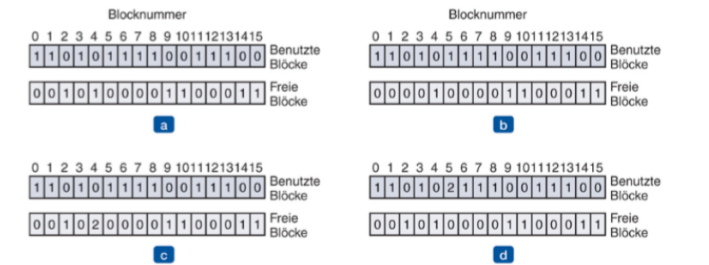 Blocknummer
0 1 2 3 4 5 6 7 8 9 10 11 12 13 14 15
1 1 0 1 0 1 1 1 1 0 0 1 1 1 0 0 Benutzte
Blöcke
0 0 1 0 1 0 0 0 0 1 1 0 0 0 1 1 Freie
Blöcke
a
Blocknummer
0 1 2 3 4 5 6 7 8 9 10 11 12 13 14 15
1 1 0 1 0 1 1 1 1 0 0 1 1 1 0 0 Benutzte
Blöcke
0 0 0 0 1 0 0 0 0 1 1 0 0 0 1 1 Freie
Blöcke
b
0 1 2 3 4 5 6 7 8 9 10 11 12 13 14 15
1 1 0 1 0 1 1 1 1 0 0 1 1 1 0 0 Benutzte
Blöcke
0 0 1 0 2 0 0 0 0 1 1 0 0 0 1 1 Freie
Blöcke
c
0 1 2 3 4 5 6 7 8 9 10 11 12 13 14 15
1 1 0 1 0 2 1 1 1 0 0 1 1 1 0 0 Benutzte
Blöcke
0 0 1 0 1 0 0 0 0 1 1 0 0 0 1 1 Freie
Blöcke
d